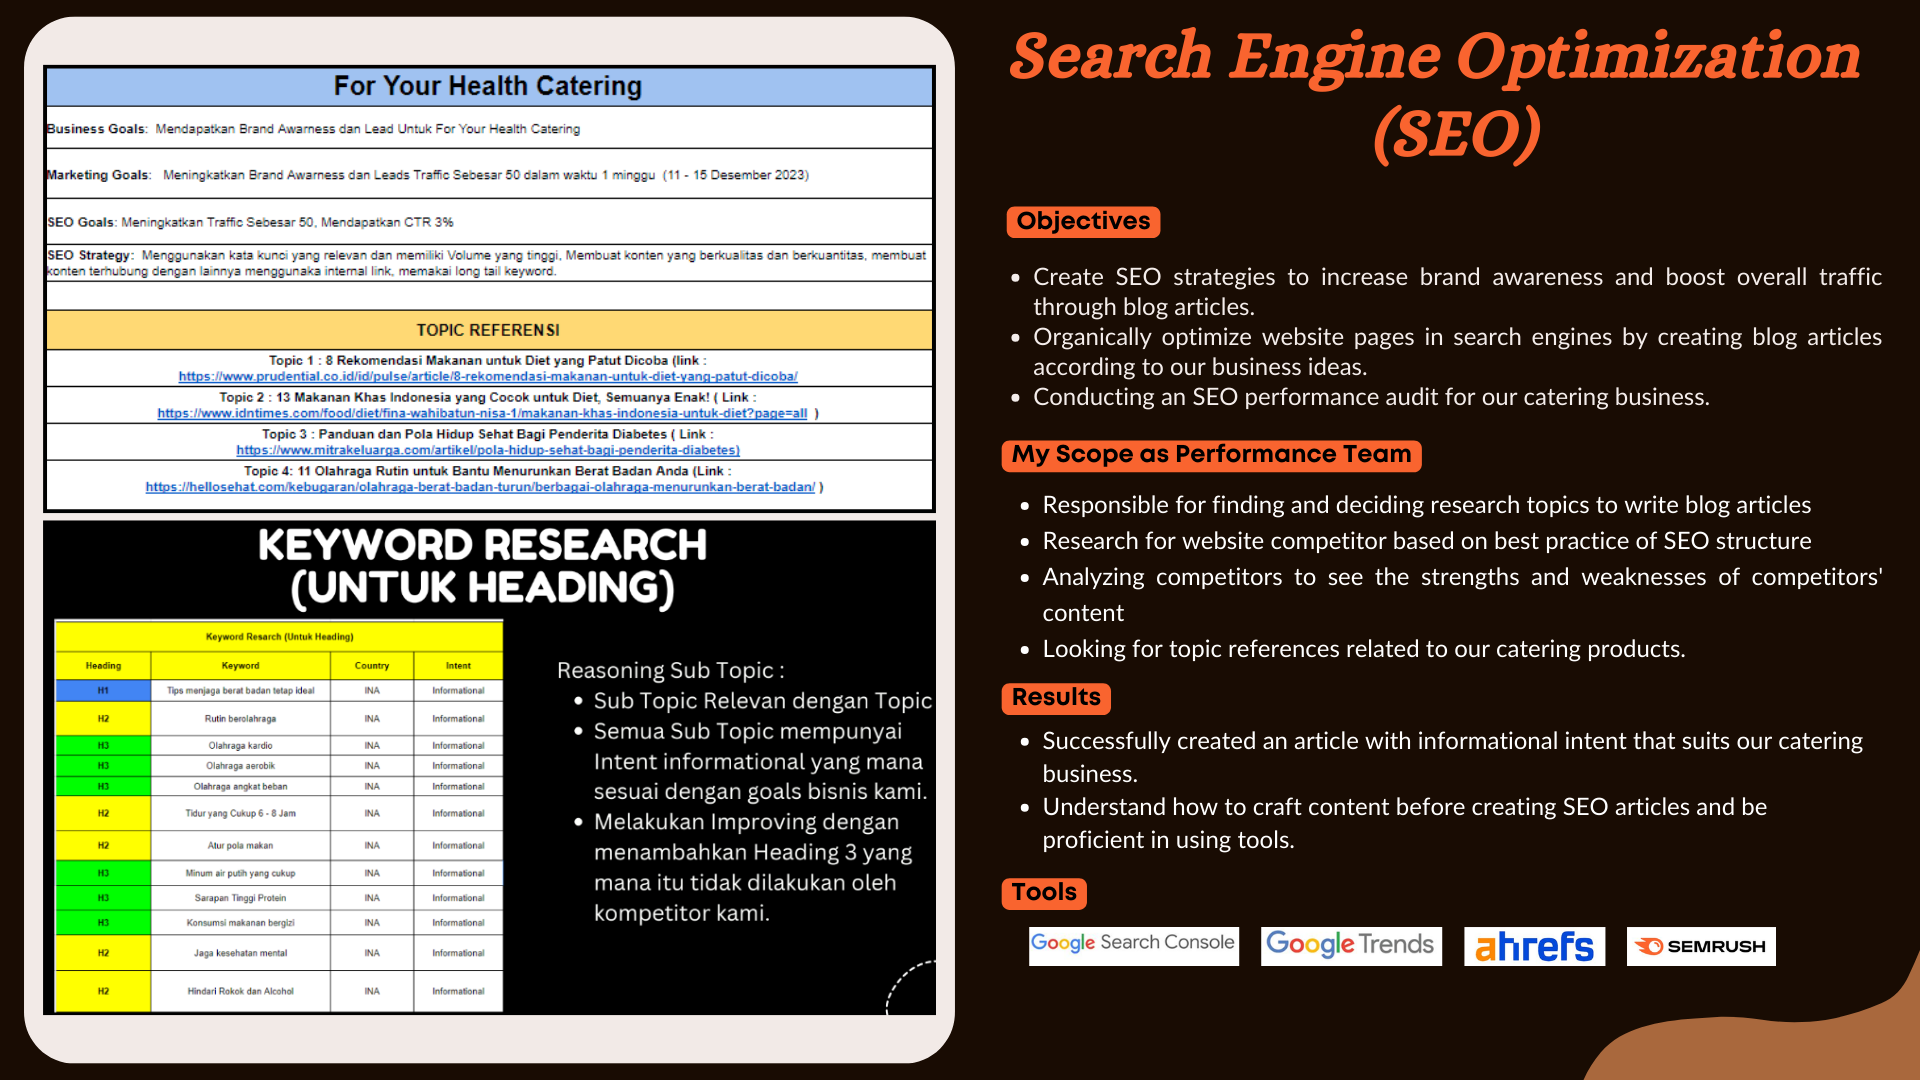 For Your Health Catering
Business Goals: Mendapatkan Brand Awarness dan Lead Untuk For Your Health Catering
Marketing Goals: Meningkatkan Brand Awarness dan Leads Traffic Sebesar 50 dalam waktu 1 minggu (11 - 15 Desember 2023)
SEO Goals: Meningkatkan Traffic Sebesar 50, Mendapatkan CTR 3%
SEO Strategy: Menggunakan kata kunci yang relevan dan memiliki Volume yang tinggi, Membuat konten yang berkualitas dan berkuantitas, membuat
konten terhubung dengan lainnya menggunaka internal link, memakai long tail keyword.
TOPIC REFERENSI
Topic 1 : 8 Rekomendasi Makanan untuk Diet yang Patut Dicoba (link :
https://www.prudential.co.id/id/pulse/article/8-rekomendasi-makanan-untuk-diet-yang-patut-dicoba/
Topic 2 : 13 Makanan Khas Indonesia yang Cocok untuk Diet, Semuanya Enak! ( Link :
https://www.idntimes.com/food/diet/fina-wahibatun-nisa-1/makanan-khas-indonesia-untuk-diet?page=all )
Topic 3 : Panduan dan Pola Hidup Sehat Bagi Penderita Diabetes ( Link :
https://www.mitrakeluarga.com/artikel/pola-hidup-sehat-bagi-penderita-diabetes)
Topic 4: 11 Olahraga Rutin untuk Bantu Menurunkan Berat Badan Anda (Link :
https://hellosehat.com/kebugaran/olahraga-berat-badan-turun/berbagai-olahraga-menurunkan-berat-badan/ )
KEYWORD RESEARCH
(UNTUK HEADING)
Keyword Resarch (Untuk Heading)
Heading Keyword Country Intent
H1 Tips menjaga berat badan tetap ideal INA Informational
H2 Rutin berolahraga INA Informational
H3 Olahraga kardio INA Informational
H3 Olahraga aerobik INA Informational
H3 Olahraga angkat beban INA Informational
H2 Tidur yang Cukup 6 - 8 Jam INA Informational
H2 Atur pola makan INA Informational
H3 Minum air putih yang cukup INA Informational
H3 Sarapan Tinggi Protein INA Informational
H3 Konsumsi makanan bergizi INA Informational
H2 Jaga kesehatan mental INA Informational
H2 Hindari Rokok dan Alcohol INA Informational
Reasoning Sub Topic :
• Sub Topic Relevan dengan Topic
• Semua Sub Topic mempunyai
Intent informational yang mana
sesuai dengan goals bisnis kami.
• Melakukan Improving dengan
menambahkan Heading 3 yang
mana itu tidak dilakukan oleh
kompetitor kami.
Search Engine Optimization
(SEO)
Objectives
• Create SEO strategies to increase brand awareness and boost overall traffic
through blog articles.
• Organically optimize website pages in search engines by creating blog articles
according to our business ideas.
• Conducting an SEO performance audit for our catering business.
My Scope as Performance Team
• Responsible for finding and deciding research topics to write blog articles
• Research for website competitor based on best practice of SEO structure
• Analyzing competitors to see the strengths and weaknesses of competitors'
content
• Looking for topic references related to our catering products.
Results
• Successfully created an article with informational intent that suits our catering
business.
• Understand how to craft content before creating SEO articles and be
proficient in using tools.
Tools
Google Search Console Google Trends ahrefs SEMRUSH